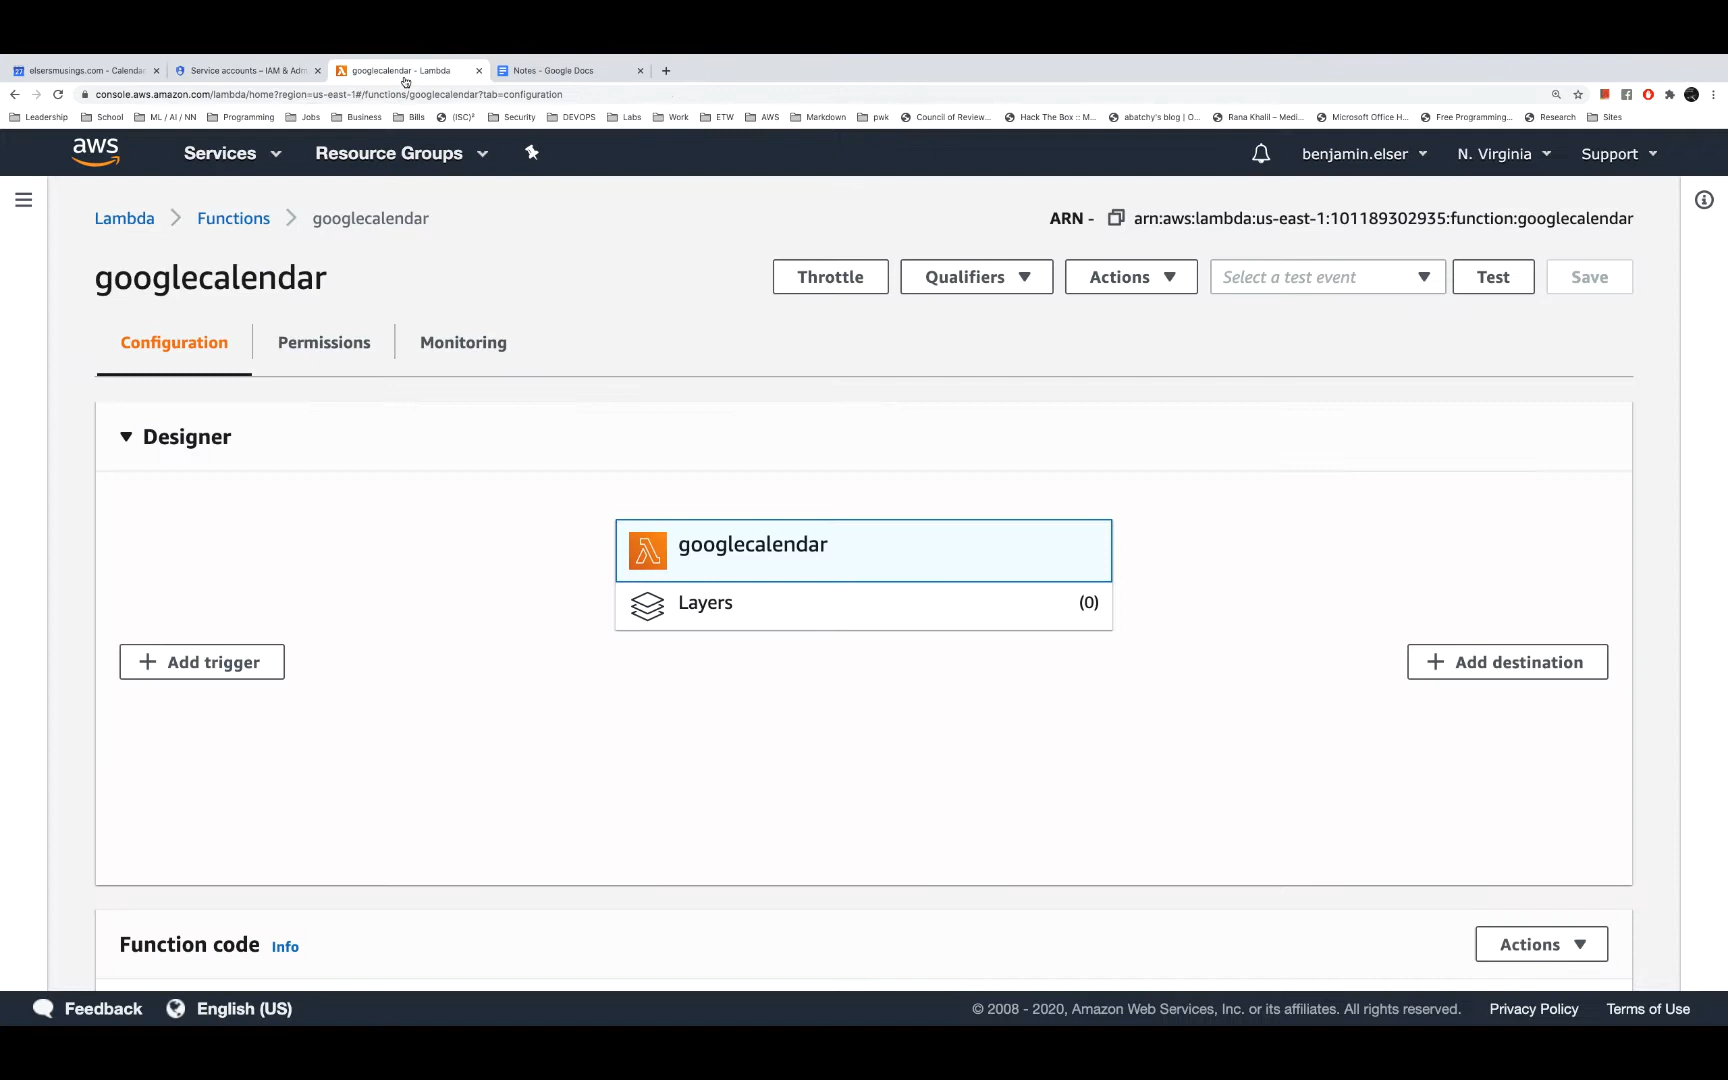 elsersmusings.com - Calendar
Service accounts – IAM & Adm
googlecalendar - Lambda
Notes - Google Docs
console.aws.amazon.com/lambda/home?region=us-east-1#/functions/googlecalendar?tab=configuration
Leadership School ML / AI / NN Programming Jobs Business Bills (ISC)² Security DEVOPS Labs Work ETW AWS Markdown pwk Council of Review... Hack The Box :: M... abatchy's blog | O... Rana Khalil – Medi... Microsoft Office H... Free Programming... Research Sites
aws Services Resource Groups benjamin.elser N. Virginia Support
Lambda Functions googlecalendar ARN - arn:aws:lambda:us-east-1:101189302935:function:googlecalendar
googlecalendar Throttle Qualifiers Actions Select a test event Test Save
Configuration Permissions Monitoring
Designer
googlecalendar
Layers (0)
+ Add trigger + Add destination
Function code Info Actions
Feedback English (US) © 2008 - 2020, Amazon Web Services, Inc. or its affiliates. All rights reserved. Privacy Policy Terms of Use